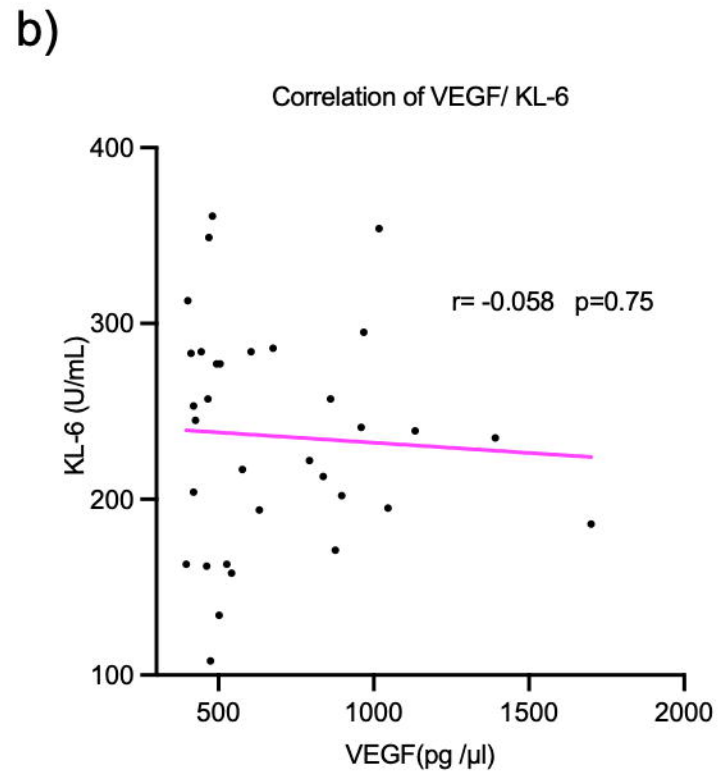 b)
Correlation of VEGF/ KL-6
400
300
200
100
KL-6 (U/mL)
r= -0.058 p=0.75
500 1000 1500 2000
VEGF(pg /µl)